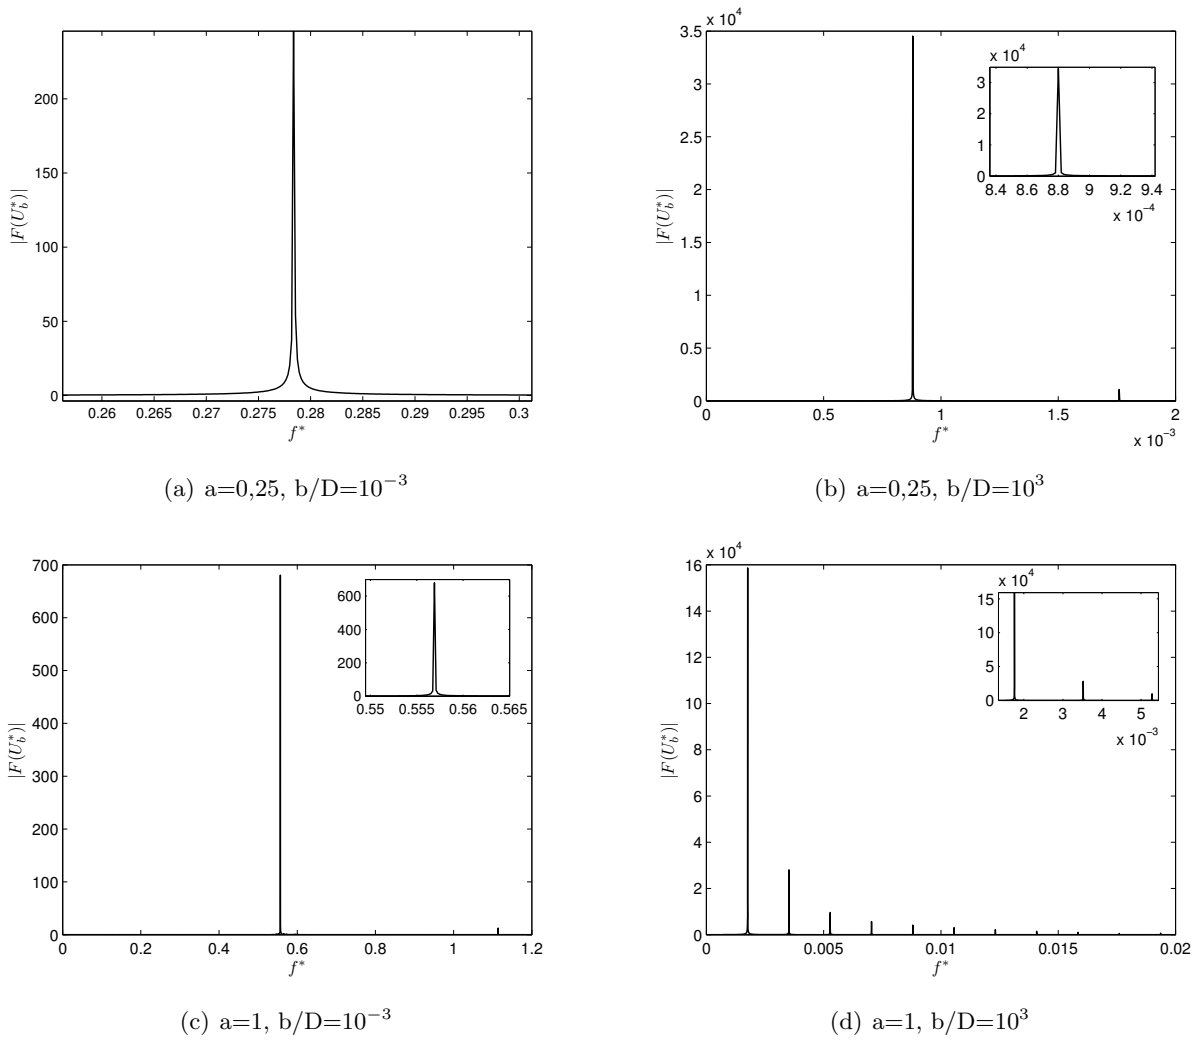 200
150
100
50
0
0.26 0.265 0.27 0.275 0.28 0.285 0.29 0.295 0.3
f*
|F(U_b^*)|
(a) a=0,25, b/D=10^{-3}
x 10^4
3.5
3
2.5
2
1.5
1
0.5
0
0 0.5 1 1.5 2
x 10^{-3}
f*
|F(U_b^*)|
x 10^4
3
2
1
0
8.4 8.6 8.8 9 9.2 9.4
x 10^{-4}
(b) a=0,25, b/D=10^3
700
600
500
400
300
200
100
0
0 0.2 0.4 0.6 0.8 1 1.2
f*
|F(U_b^*)|
600
400
200
0
0.55 0.555 0.56 0.565
(c) a=1, b/D=10^{-3}
x 10^4
16
14
12
10
8
6
4
2
0
0 0.005 0.01 0.015 0.02
f*
|F(U_b^*)|
x 10^4
15
10
5
0
2 3 4 5
x 10^{-3}
(d) a=1, b/D=10^3